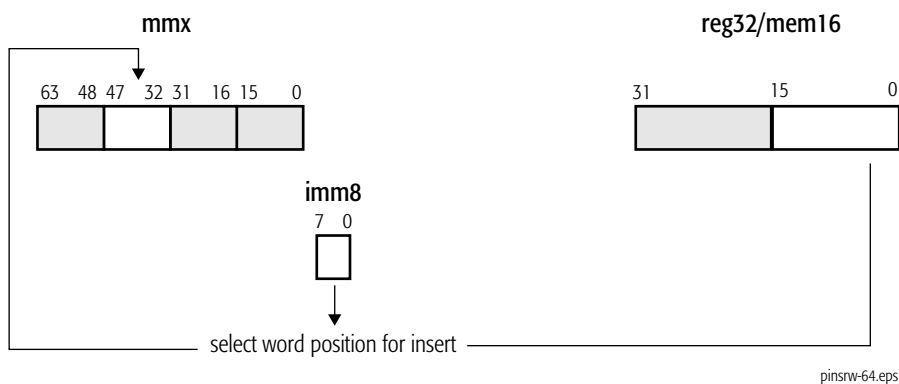 mmx reg32/mem16
63 48 47 32 31 16 15 0 31 15 0
imm8
7 0
select word position for insert
pinsrw-64.eps